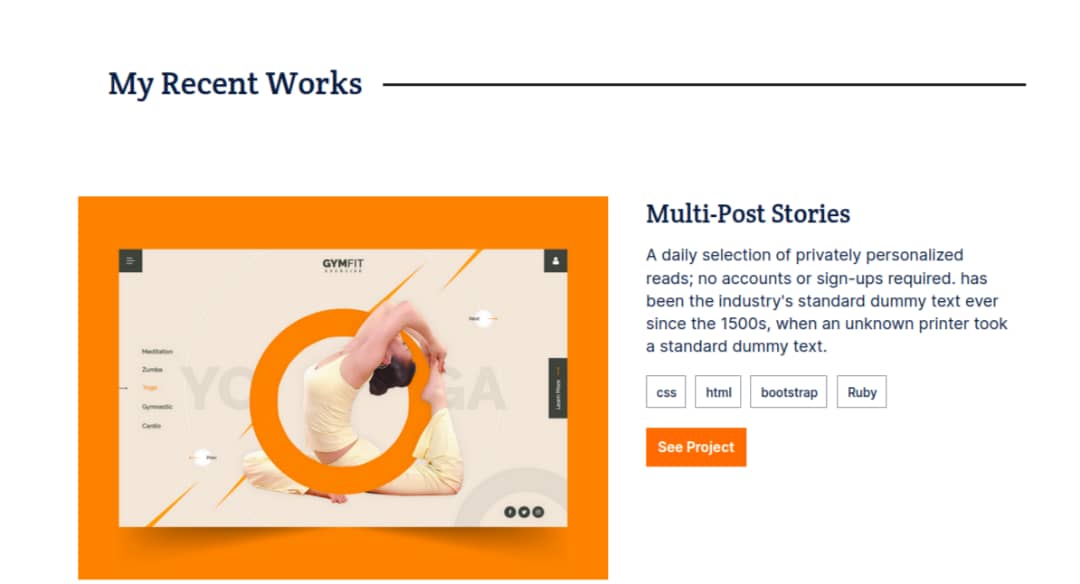 My Recent Works
GYMFIT
Next
Meditation
Zumba
Yoga
Gymnastic
Cardio
YOGA
Learn More
Prev
Multi-Post Stories
A daily selection of privately personalized
reads; no accounts or sign-ups required. has
been the industry's standard dummy text ever
since the 1500s, when an unknown printer took
a standard dummy text.
css html bootstrap Ruby
See Project